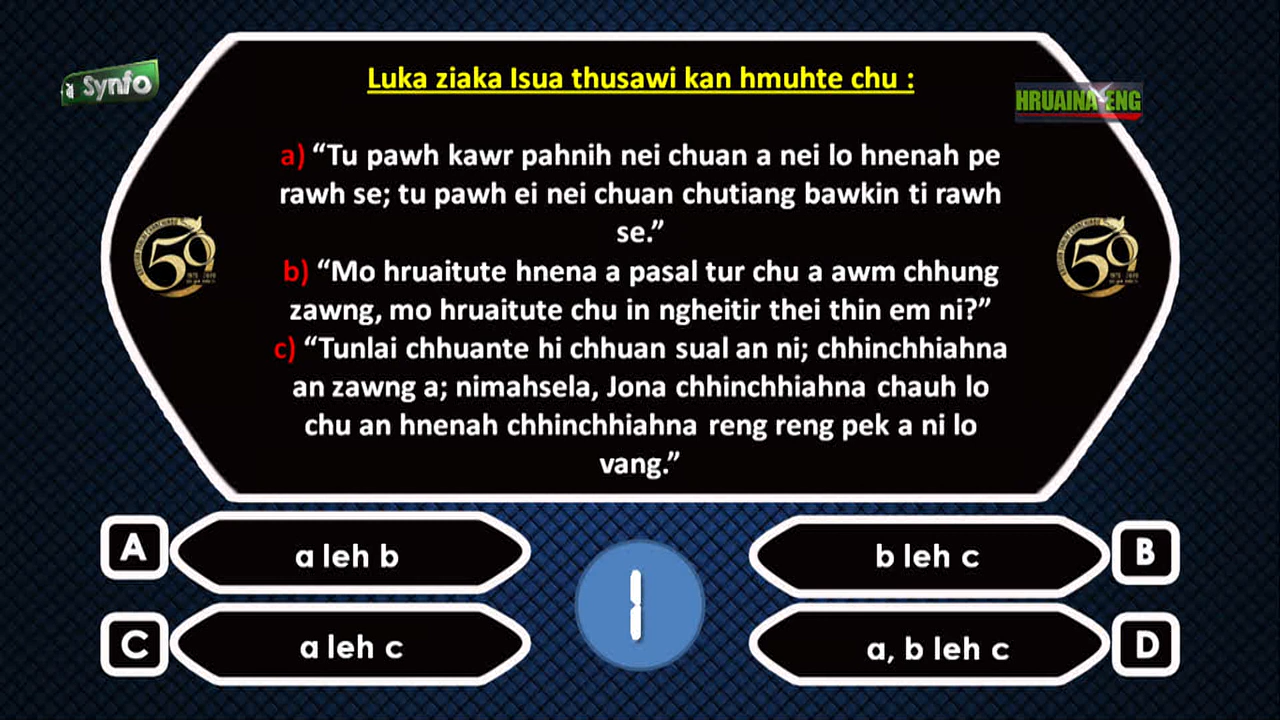 Luka ziaka Isua thusawi kan hmuhte chu :
Synfo
HRUAINA ENG
a) “Tu pawh kawr pahnih nei chuan a nei lo hnenah pe
rawh se; tu pawh ei nei chuan chutiang bawkin ti rawh
se.”
b) “Mo hruaitute hnena a pasal tur chu a awm chhung
zawng, mo hruaitute chu in ngheitir thei thin em ni?”
c) “Tunlai chhuante hi chhuan sual an ni; chhinchhiahna
an zawng a; nimahsela, Jona chhinchhiahna chauh lo
chu an hnenah chhinchhiahna reng reng pek a ni lo
vang.”
59
59
A
a leh b
b leh c
B
1
C
a leh c
a, b leh c
D